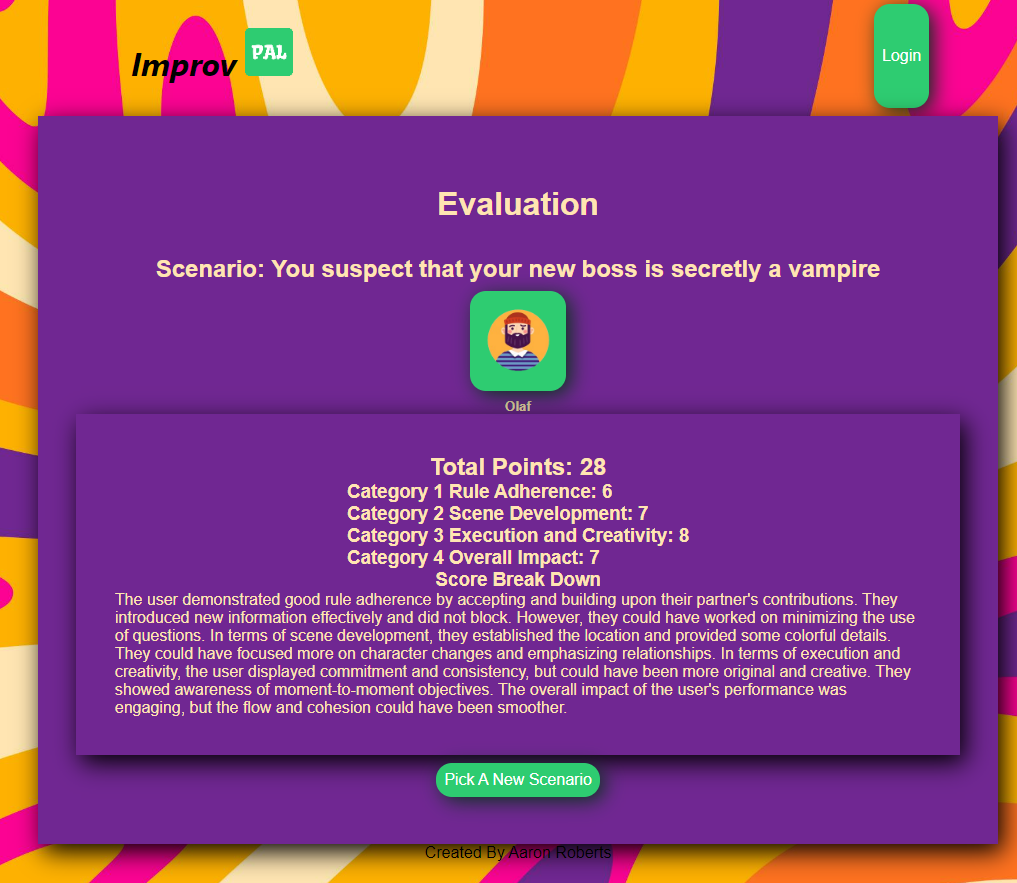 Improv PAL
Login
Evaluation
Scenario: You suspect that your new boss is secretly a vampire
Olaf
Total Points: 28
Category 1 Rule Adherence: 6
Category 2 Scene Development: 7
Category 3 Execution and Creativity: 8
Category 4 Overall Impact: 7
Score Break Down
The user demonstrated good rule adherence by accepting and building upon their partner's contributions. They
introduced new information effectively and did not block. However, they could have worked on minimizing the use
of questions. In terms of scene development, they established the location and provided some colorful details.
They could have focused more on character changes and emphasizing relationships. In terms of execution and
creativity, the user displayed commitment and consistency, but could have been more original and creative. They
showed awareness of moment-to-moment objectives. The overall impact of the user's performance was
engaging, but the flow and cohesion could have been smoother.
Pick A New Scenario
Created By Aaron Roberts